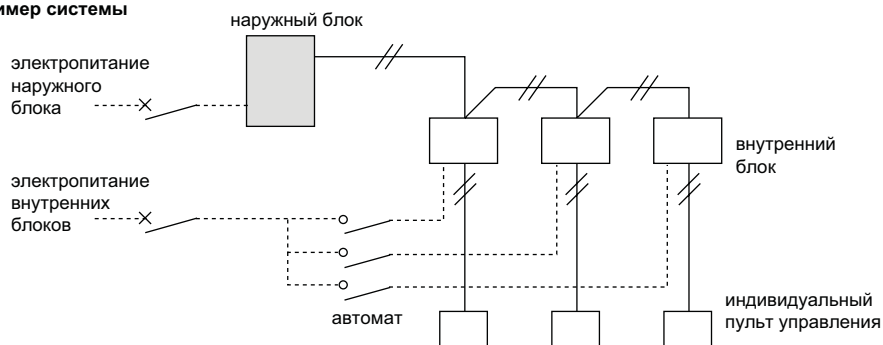 имер системы
наружный блок
электропитание
наружного
блока
внутренний
блок
электропитание
внутренних
блоков
автомат
индивидуальный
пульт управления